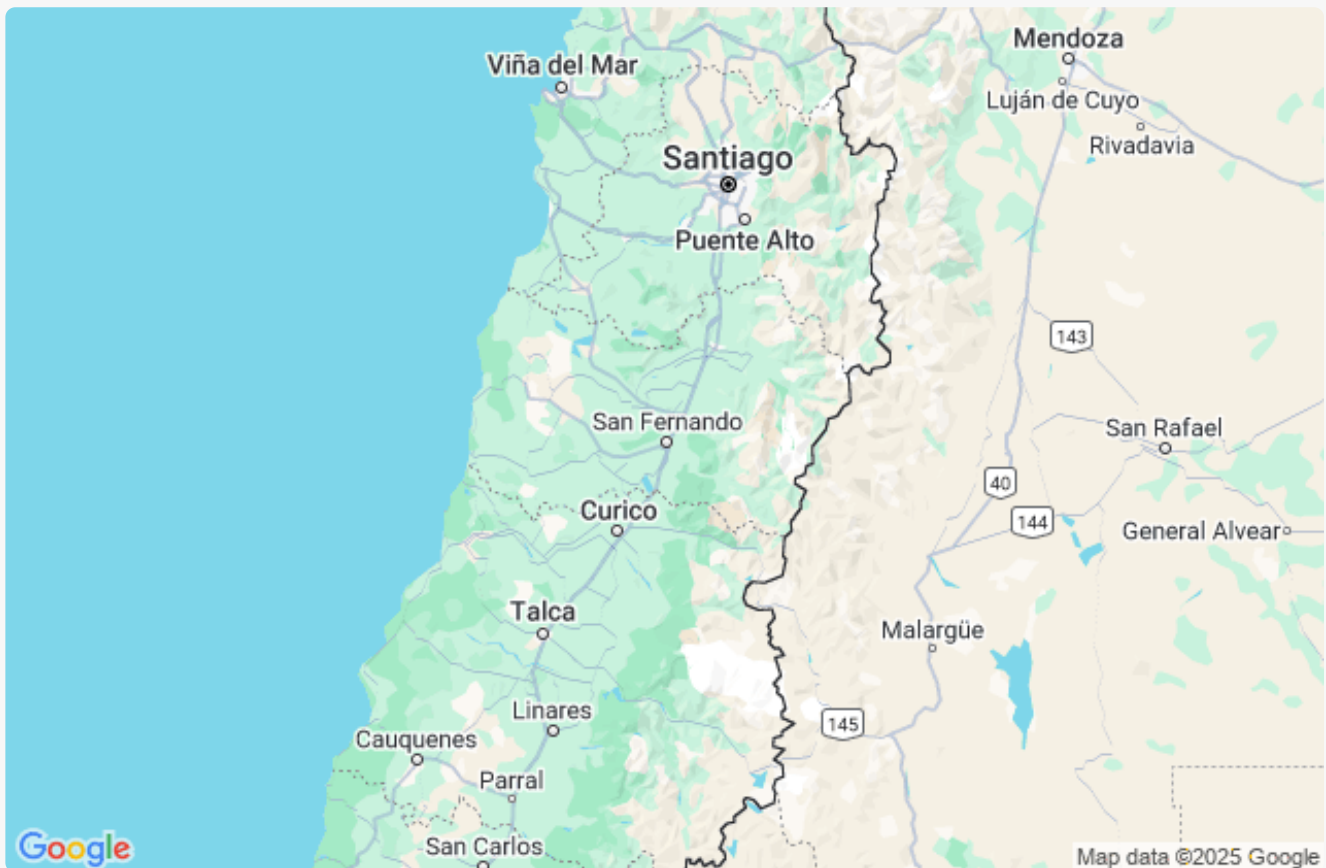 Mendoza
Viña del Mar
Luján de Cuyo
Rivadavia
Santiago
Puente Alto
143
San Fernando
San Rafael
40
Curico
144
General Alvear
Talca
Malargüe
Linares
145
Cauquenes
Parral
San Carlos
Google
Map data ©2025 Google